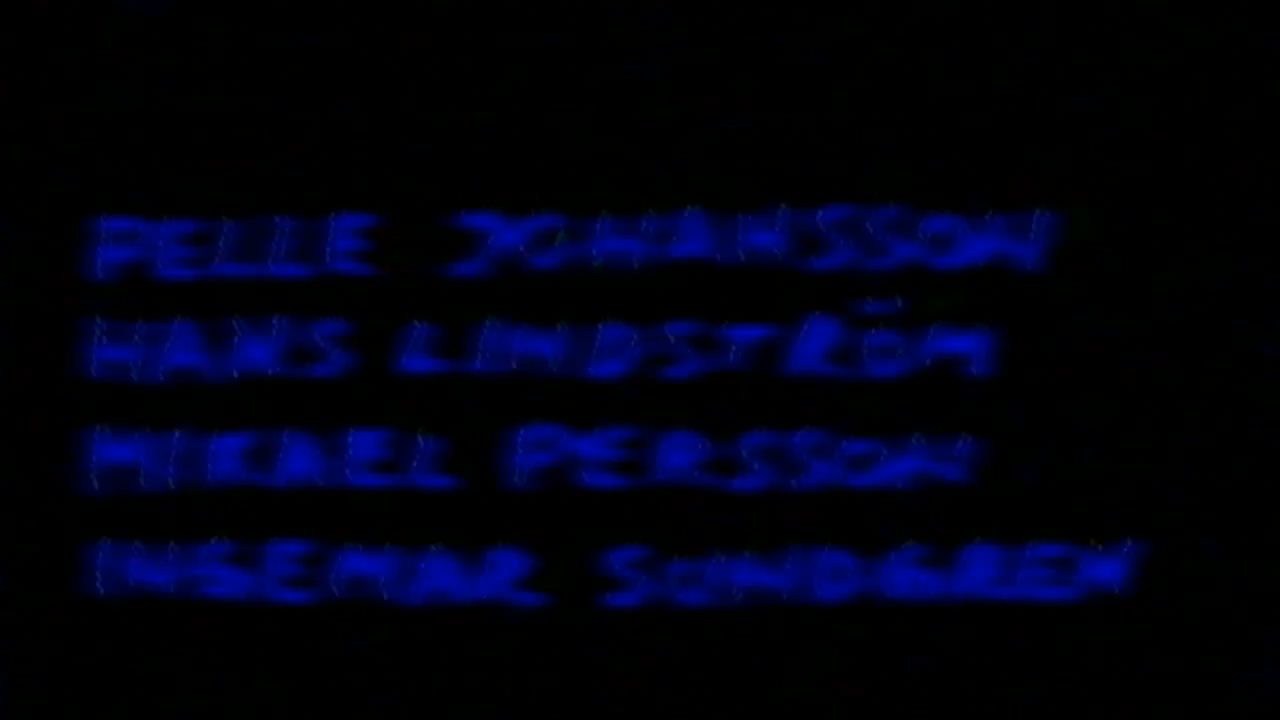 PELLE JOHANSSON
HANS LINDSTRÖM
MIKAEL PERSSON
INGEMAR SUNDGREN